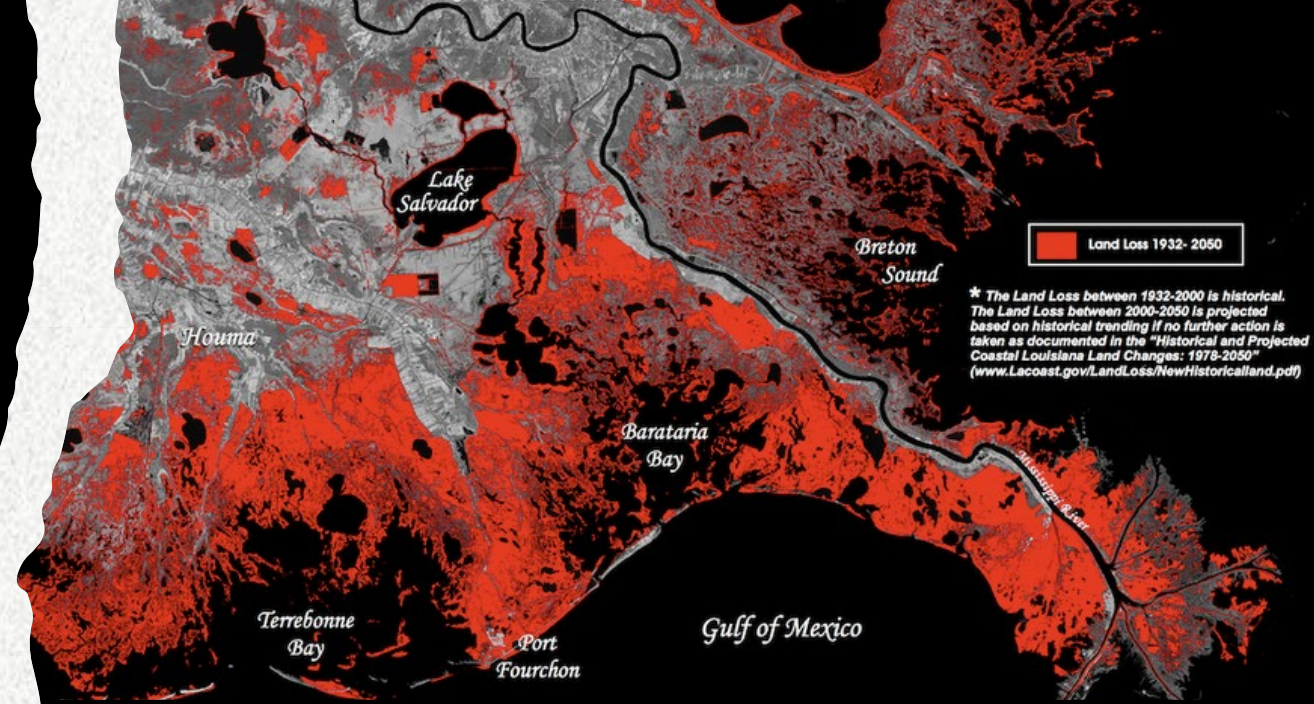 Lake
Salvador
Breton
Sound
Land Loss 1932- 2050
* The Land Loss between 1932-2000 is historical.
The Land Loss between 2000-2050 is projected
based on historical trending if no further action is
taken as documented in the "Historical and Projected
Coastal Louisiana Land Changes: 1978-2050"
(www.Lacoast.gov/LandLoss/NewHistoricalland.pdf)
Houma
Barataria
Bay
Mississippi River
Terrebonne
Bay
Gulf of Mexico
Port
Fourchon